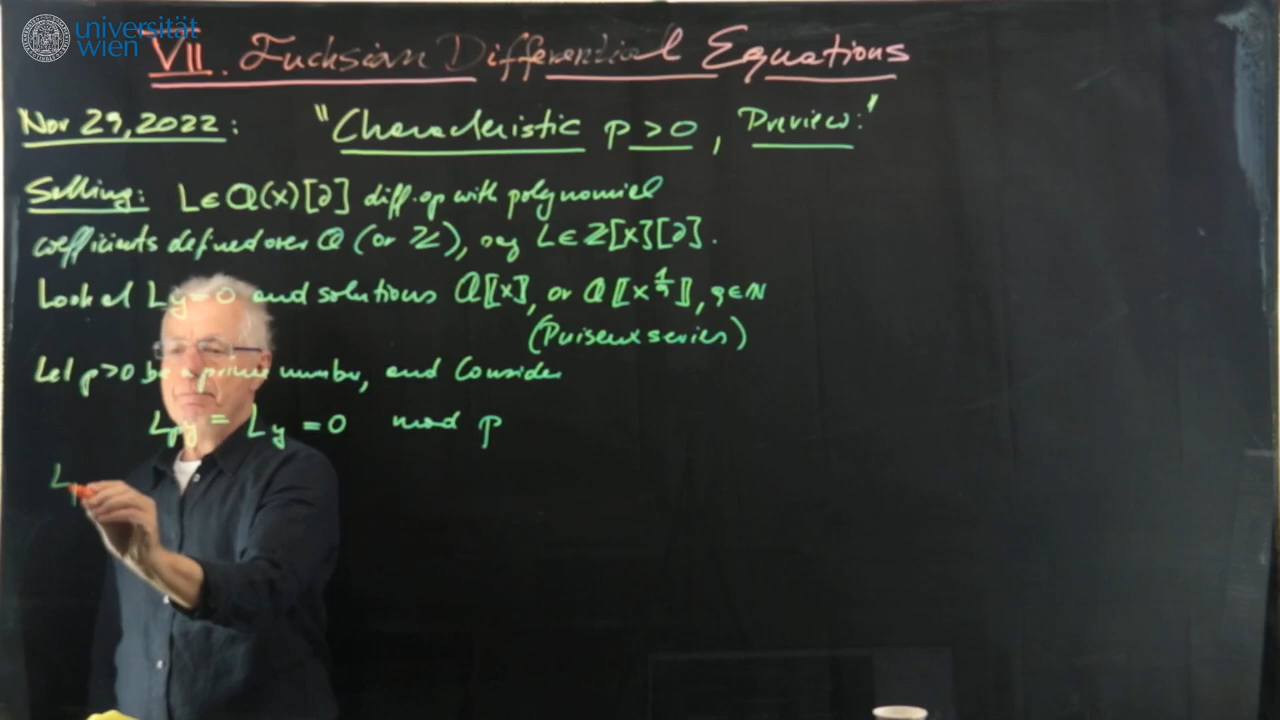 universität
wien
VII. Fuchsian Differential Equations
Nov 29, 2022: "Characteristic p>0, Preview:"
Setting: L∈Q(x)[∂] diff. op with polynomial
coefficients defined over Q (or Z), say L∈Z[x][∂].
Look at Ly=0 and solutions Q[[x]], or Q[[x^{1/q}]], q∈N
(Puiseux series)
Let p>0 be a prime number, and Consider
L_p y = Ly = 0 mod p
L